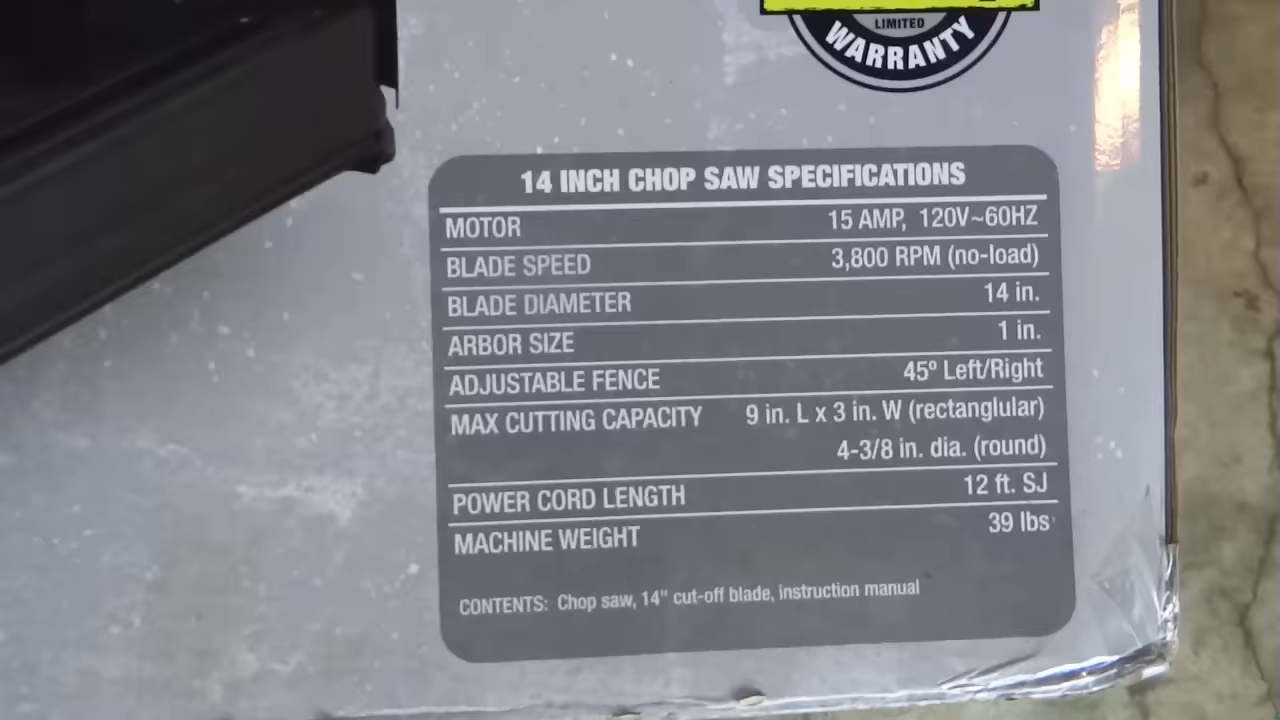 LIMITED
WARRANTY
14 INCH CHOP SAW SPECIFICATIONS
MOTOR 15 AMP, 120V~60HZ
BLADE SPEED 3,800 RPM (no-load)
BLADE DIAMETER 14 in.
ARBOR SIZE 1 in.
ADJUSTABLE FENCE 45º Left/Right
MAX CUTTING CAPACITY 9 in. L x 3 in. W (rectanglular)
4-3/8 in. dia. (round)
POWER CORD LENGTH 12 ft. SJ
MACHINE WEIGHT 39 lbs
CONTENTS: Chop saw, 14" cut-off blade, instruction manual